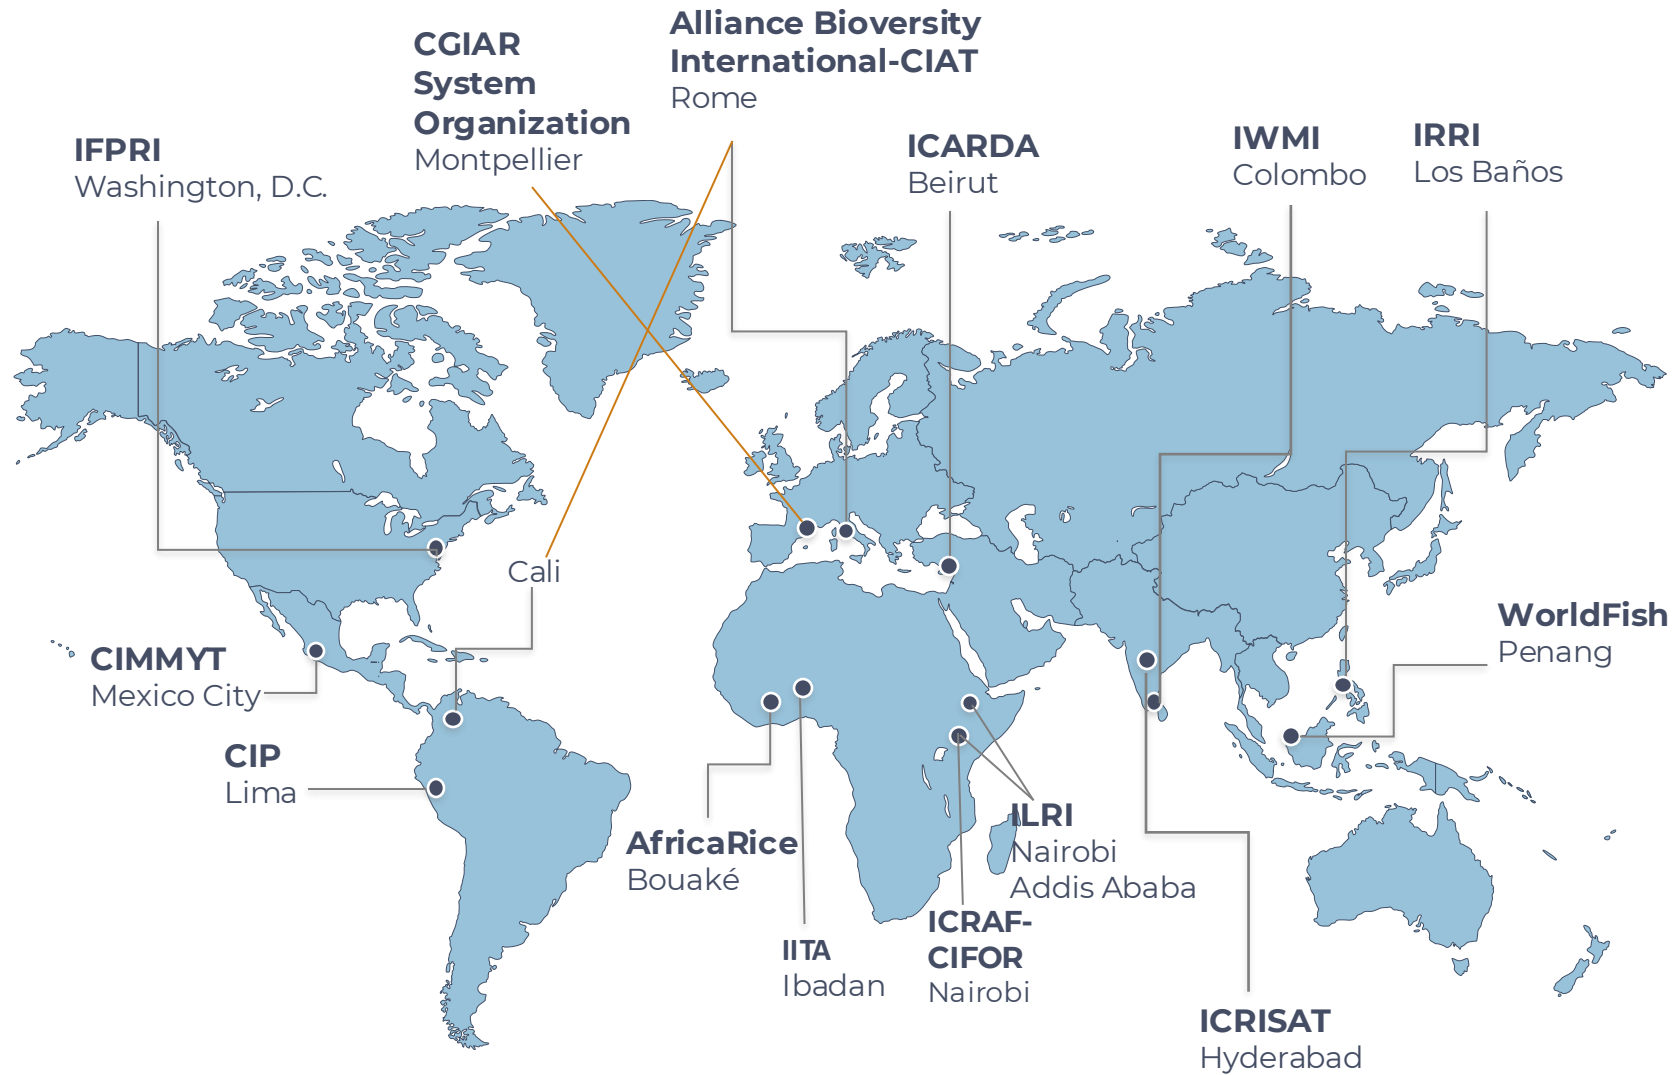 Alliance Bioversity
International-CIAT
Rome
CGIAR
System
Organization
Montpellier
IFPRI
Washington, D.C.
ICARDA
Beirut
IWMI
Colombo
IRRI
Los Baños
Cali
CIMMYT
Mexico City
WorldFish
Penang
CIP
Lima
AfricaRice
Bouaké
ILRI
Nairobi
Addis Ababa
IITA
Ibadan
ICRAF-
CIFOR
Nairobi
ICRISAT
Hyderabad